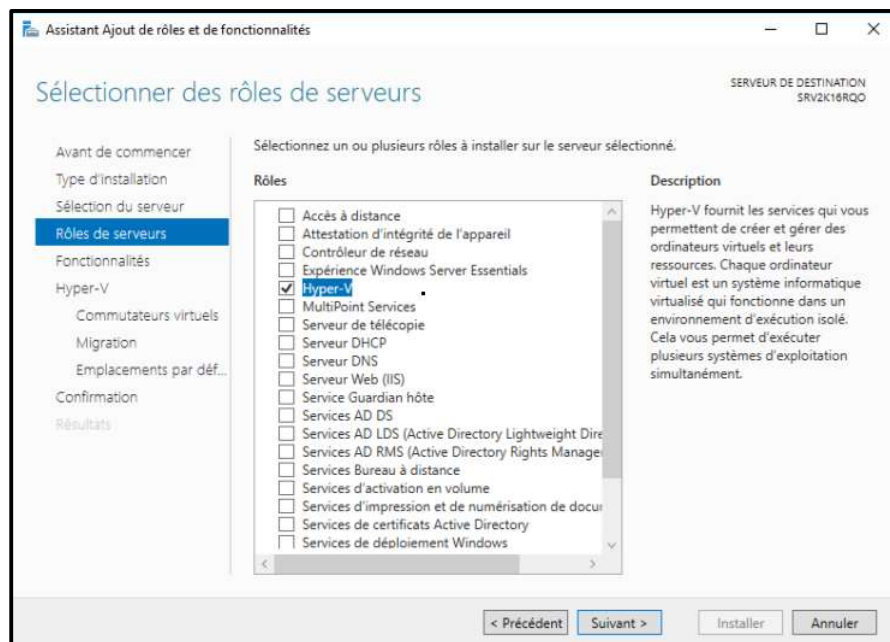 Assistant Ajout de rôles et de fonctionnalités
Sélectionner des rôles de serveurs
SERVEUR DE DESTINATION
SRV2K16RQO
Avant de commencer
Type d'installation
Sélection du serveur
Rôles de serveurs
Fonctionnalités
Hyper-V
Commutateurs virtuels
Migration
Emplacements par déf...
Confirmation
Résultats
Sélectionnez un ou plusieurs rôles à installer sur le serveur sélectionné.
Rôles
Accès à distance
Attestation d'intégrité de l'appareil
Contrôleur de réseau
Expérience Windows Server Essentials
Hyper-V
MultiPoint Services
Serveur de télécopie
Serveur DHCP
Serveur DNS
Serveur Web (IIS)
Service Guardian hôte
Services AD DS
Services AD LDS (Active Directory Lightweight Dire
Services AD RMS (Active Directory Rights Manager
Services Bureau à distance
Services d'activation en volume
Services d'impression et de numérisation de docur
Services de certificats Active Directory
Services de déploiement Windows
Description
Hyper-V fournit les services qui vous
permettent de créer et gérer des
ordinateurs virtuels et leurs
ressources. Chaque ordinateur
virtuel est un système informatique
virtualisé qui fonctionne dans un
environnement d'exécution isolé.
Cela vous permet d'exécuter
plusieurs systèmes d'exploitation
simultanément.
< Précédent
Suivant >
Installer
Annuler